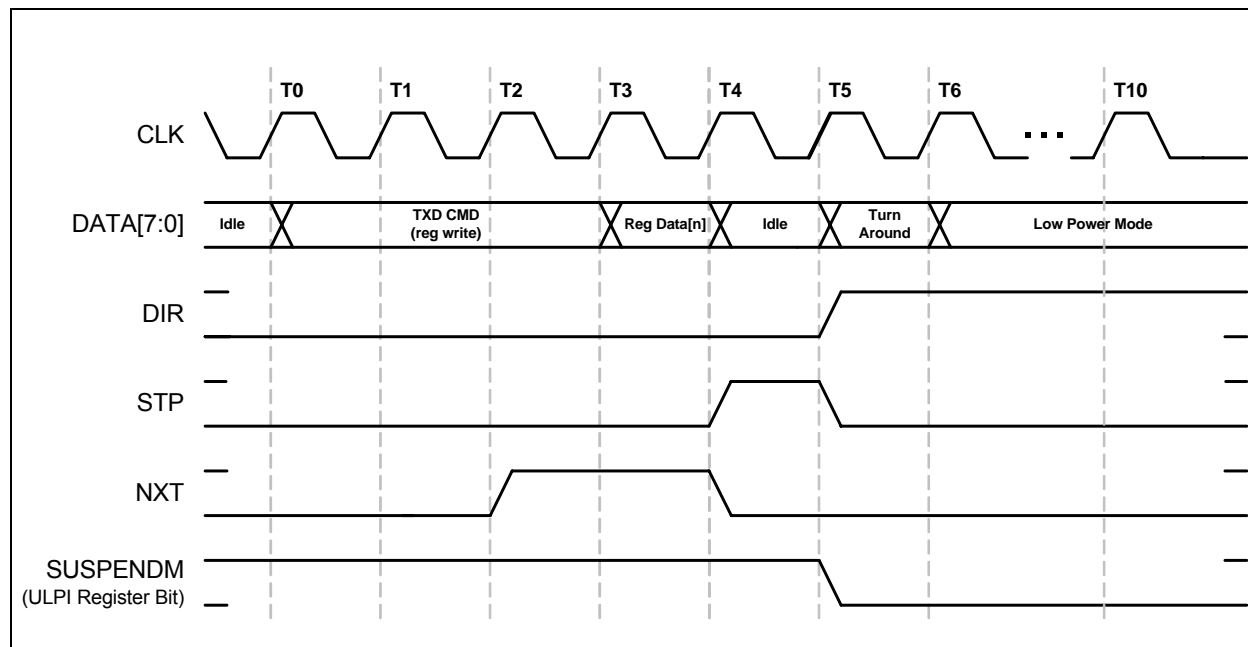 T0 T1 T2 T3 T4 T5 T6 T10
CLK
...
DATA[7:0]
Idle
TXD CMD
(reg write)
Reg Data[n]
Idle
Turn
Around
Low Power Mode
DIR
STP
NXT
SUSPENDM
(ULPI Register Bit)